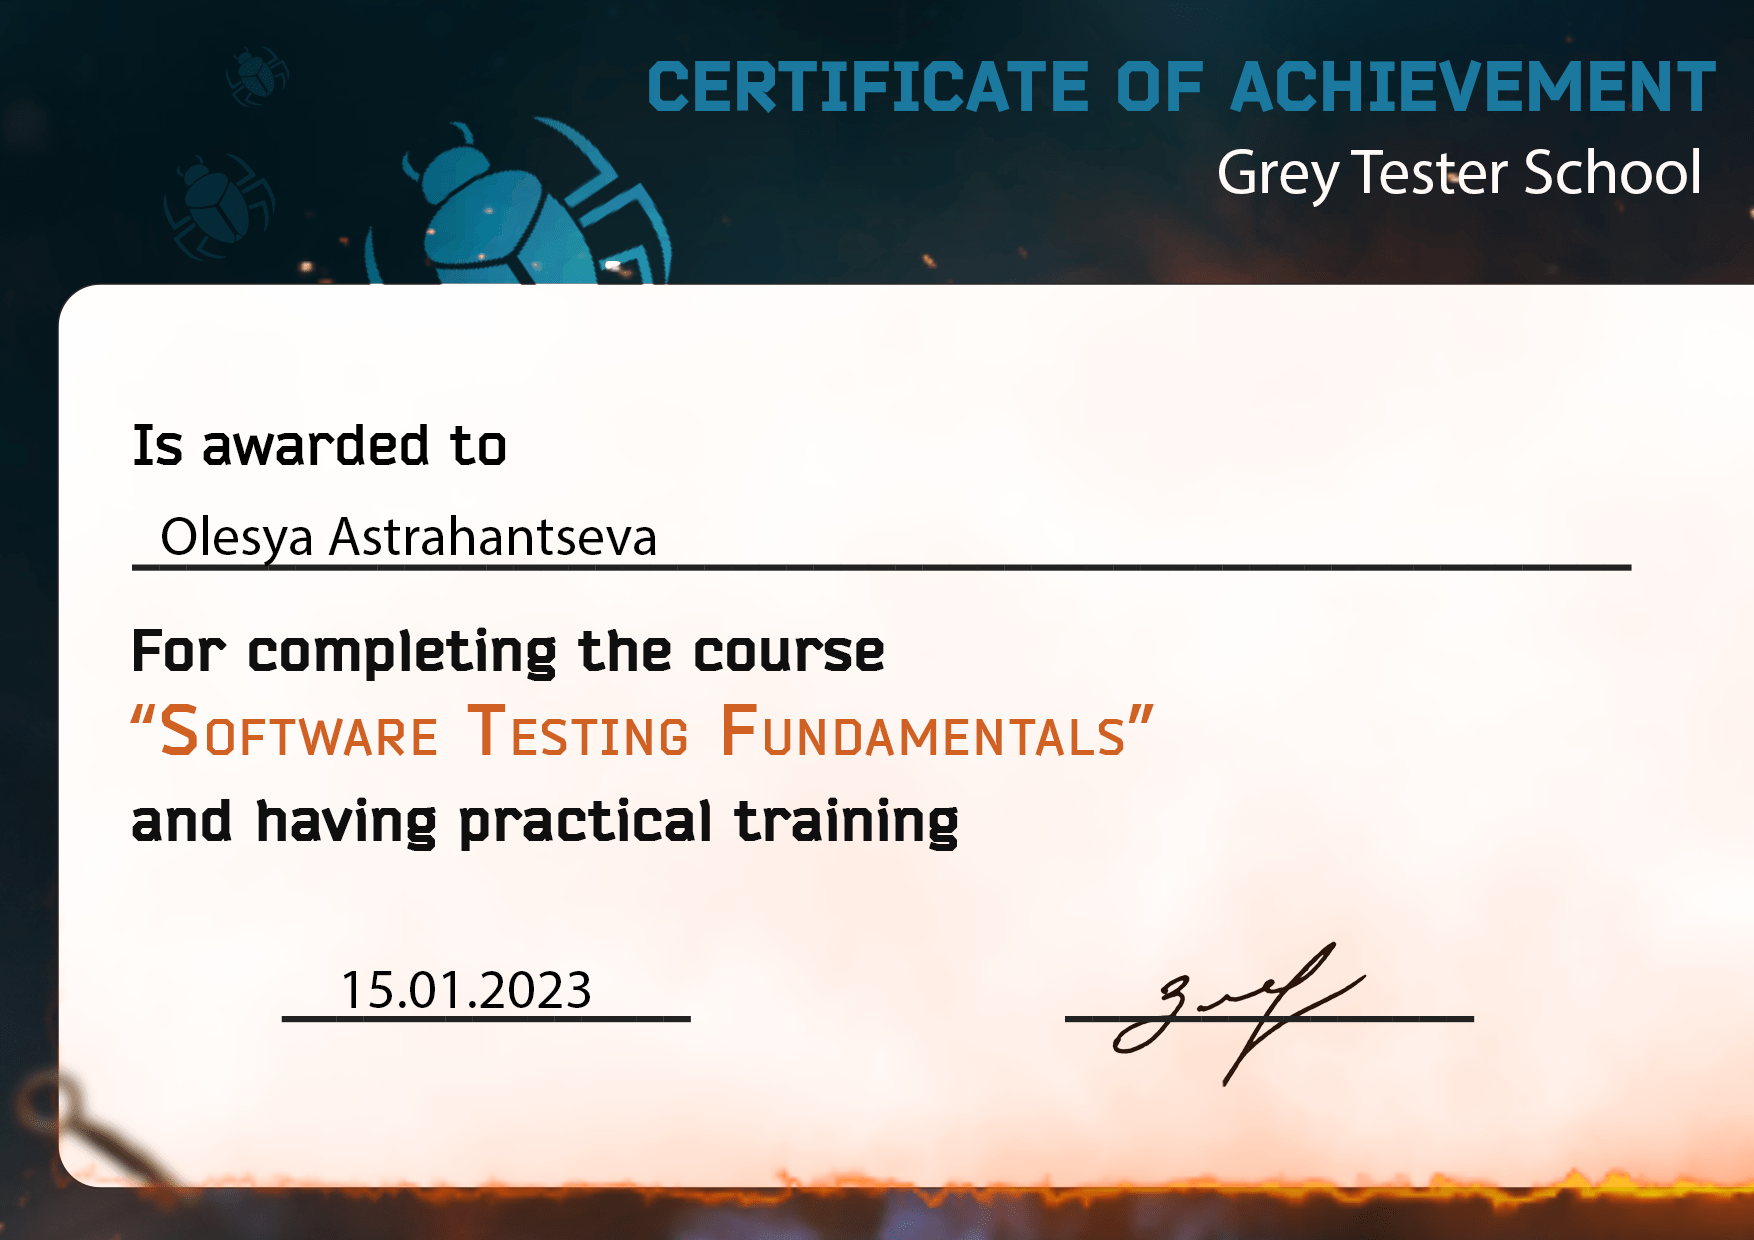 CERTIFICATE OF ACHIEVEMENT
Grey Tester School
Is awarded to
Olesya Astrahantseva
For completing the course
“Software Testing Fundamentals”
and having practical training
15.01.2023